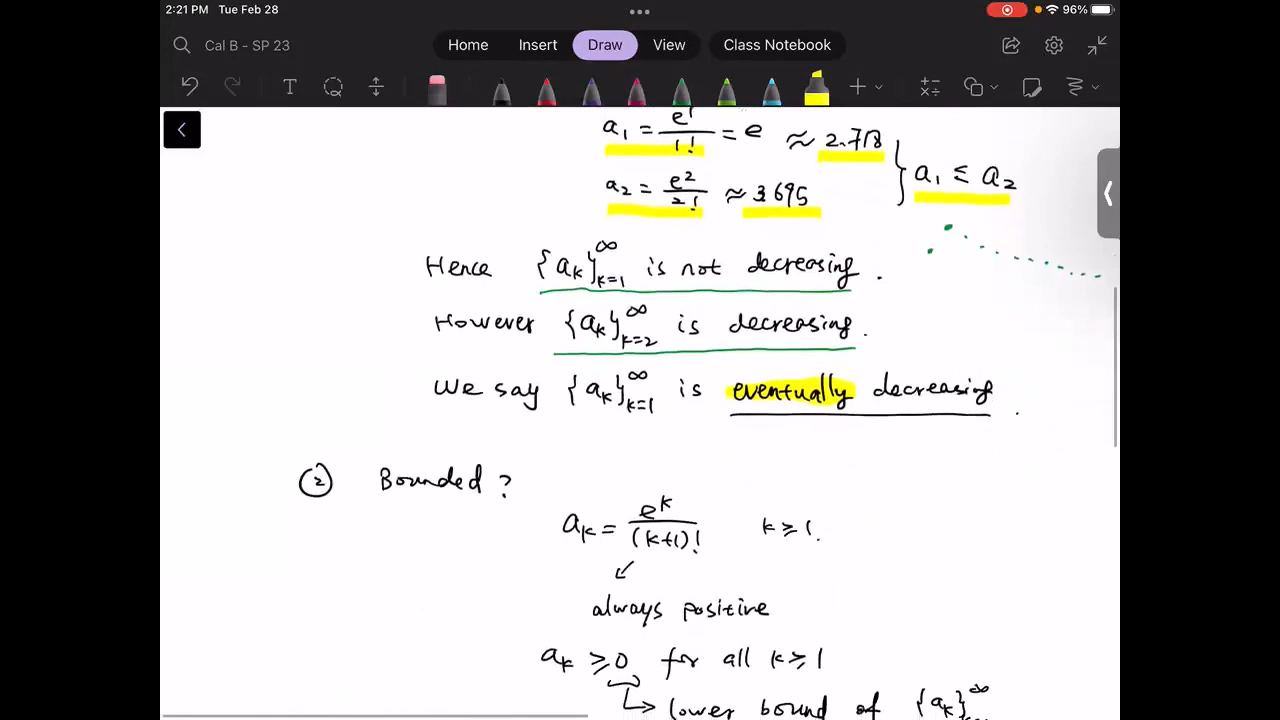 2:21 PM Tue Feb 28
96%
Cal B - SP 23
Home Insert Draw View Class Notebook
a₁ = e¹/1! = e ≈ 2.718
a₂ = e²/2! ≈ 3.695 } a₁ ≤ a₂
Hence {aₖ}_{k=1}^∞ is not decreasing.
However {aₖ}_{k=2}^∞ is decreasing.
We say {aₖ}_{k=1}^∞ is eventually decreasing.
② Bounded?
aₖ = e^k/(k+1)! k ≥ 1.
always positive
aₖ ≥ 0 for all k ≥ 1
↳ lower bound of {aₖ}^∞